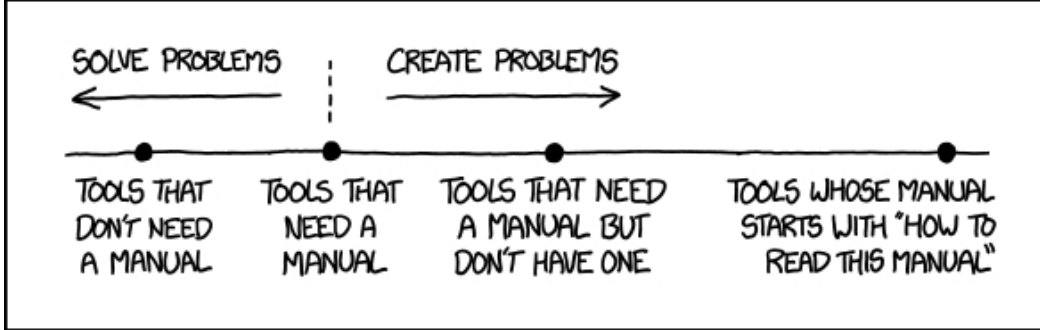 SOLVE PROBLEMS
CREATE PROBLEMS
TOOLS THAT
DON'T NEED
A MANUAL
TOOLS THAT
NEED A
MANUAL
TOOLS THAT NEED
A MANUAL BUT
DON'T HAVE ONE
TOOLS WHOSE MANUAL
STARTS WITH "HOW TO
READ THIS MANUAL"